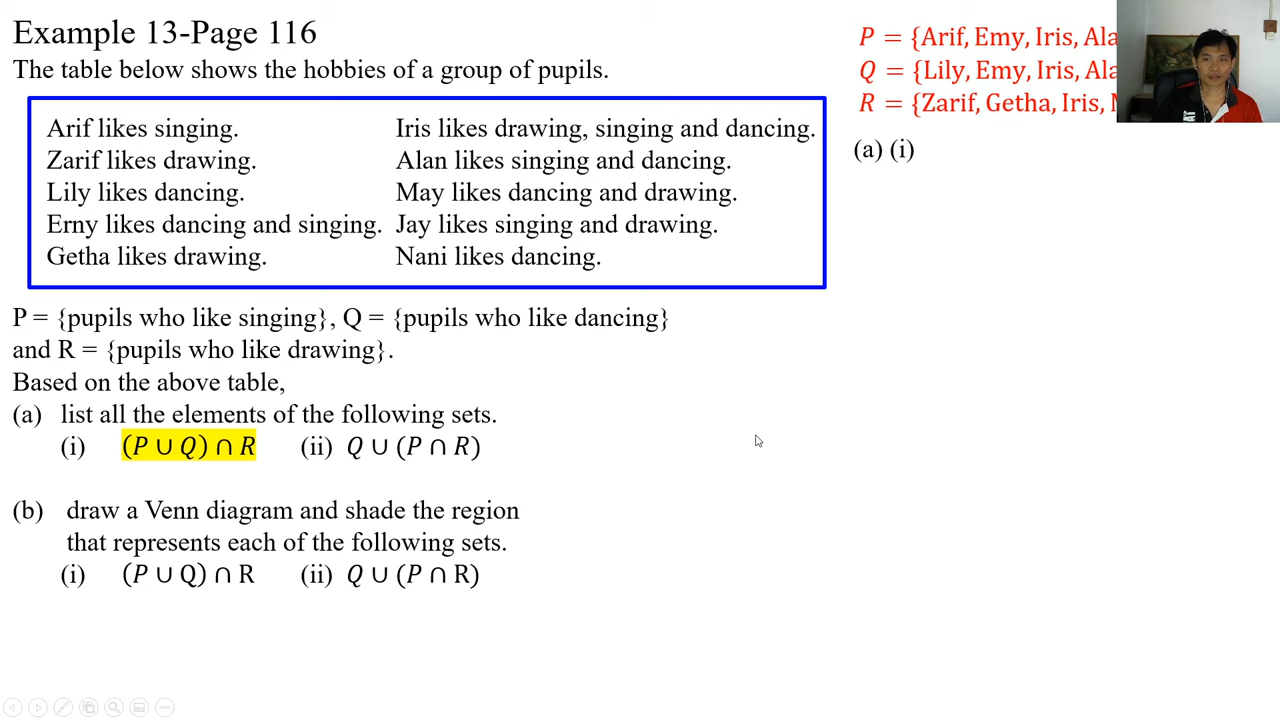 Example 13-Page 116
The table below shows the hobbies of a group of pupils.
Arif likes singing.
Zarif likes drawing.
Lily likes dancing.
Erny likes dancing and singing.
Getha likes drawing.
Iris likes drawing, singing and dancing.
Alan likes singing and dancing.
May likes dancing and drawing.
Jay likes singing and drawing.
Nani likes dancing.
P = {pupils who like singing}, Q = {pupils who like dancing}
and R = {pupils who like drawing}.
Based on the above table,
(a) list all the elements of the following sets.
(i) (P ∪ Q) ∩ R (ii) Q ∪ (P ∩ R)
(b) draw a Venn diagram and shade the region
that represents each of the following sets.
(i) (P ∪ Q) ∩ R (ii) Q ∪ (P ∩ R)
P = {Arif, Emy, Iris,
Q = {Lily, Emy, Iris,
R = {Zarif, Getha, Iris,
(a) (i)